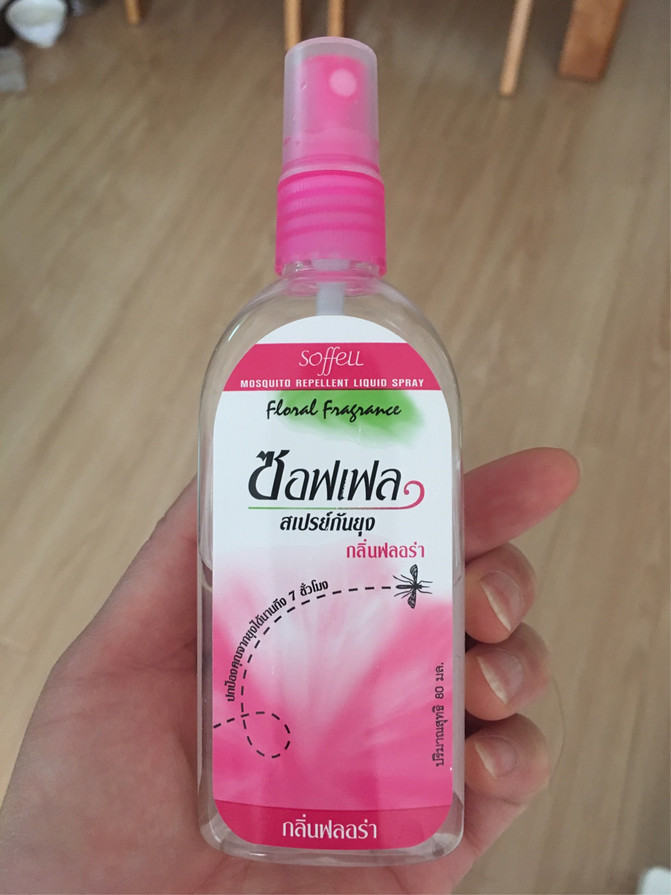 Soffell
MOSQUITO REPELLENT LIQUID SPRAY
Floral Fragrance
ซอฟเฟล
สเปรย์กันยุง
กลิ่นฟลอร่า
ปกป้องคุณจากยุงได้นานถึง 7 ชั่วโมง
ปริมาณสุทธิ 80 มล.
กลิ่นฟลอร่า